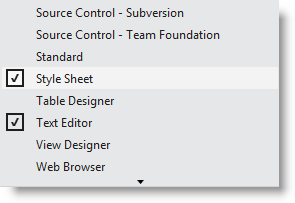 Source Control - Subversion
Source Control - Team Foundation
Standard
Style Sheet
Table Designer
Text Editor
View Designer
Web Browser